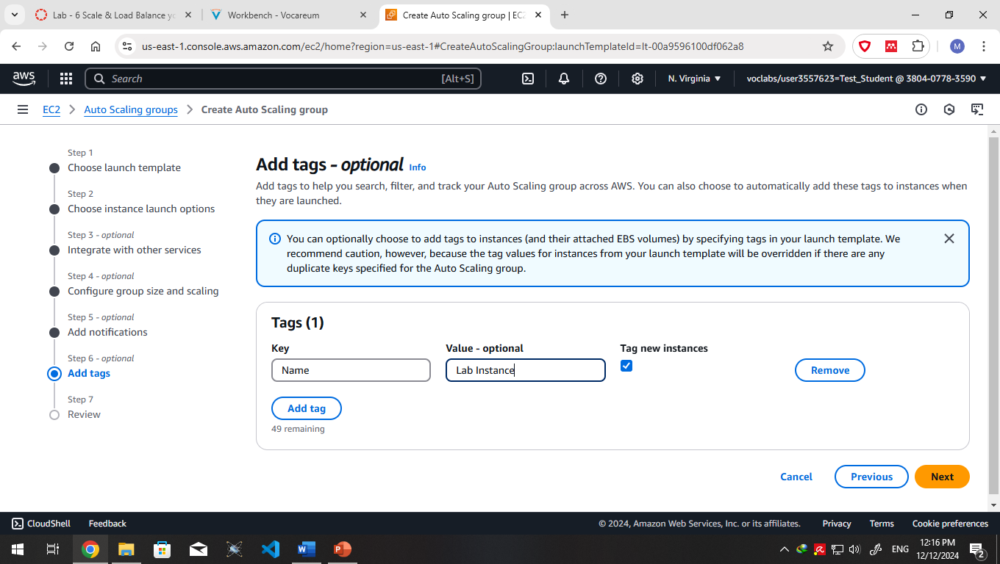 Lab - 6 Scale & Load Balance yo
Workbench - Vocareum
Create Auto Scaling group | EC2
us-east-1.console.aws.amazon.com/ec2/home?region=us-east-1#CreateAutoScalingGroup:launchTemplateId=lt-00a9596100df062a8
M
aws
Search
[Alt+S]
N. Virginia
voclabs/user3557623=Test_Student @ 3804-0778-3590
EC2
Auto Scaling groups
Create Auto Scaling group
Step 1
Choose launch template
Step 2
Choose instance launch options
Step 3 - optional
Integrate with other services
Step 4 - optional
Configure group size and scaling
Step 5 - optional
Add notifications
Step 6 - optional
Add tags
Step 7
Review
Add tags - optional Info
Add tags to help you search, filter, and track your Auto Scaling group across AWS. You can also choose to automatically add these tags to instances when
they are launched.
You can optionally choose to add tags to instances (and their attached EBS volumes) by specifying tags in your launch template. We
recommend caution, however, because the tag values for instances from your launch template will be overridden if there are any
duplicate keys specified for the Auto Scaling group.
Tags (1)
Key
Value - optional
Tag new instances
Name
Lab Instance
Remove
Add tag
49 remaining
Cancel
Previous
Next
CloudShell
Feedback
© 2024, Amazon Web Services, Inc. or its affiliates.
Privacy
Terms
Cookie preferences
ENG
12:16 PM
12/12/2024
2